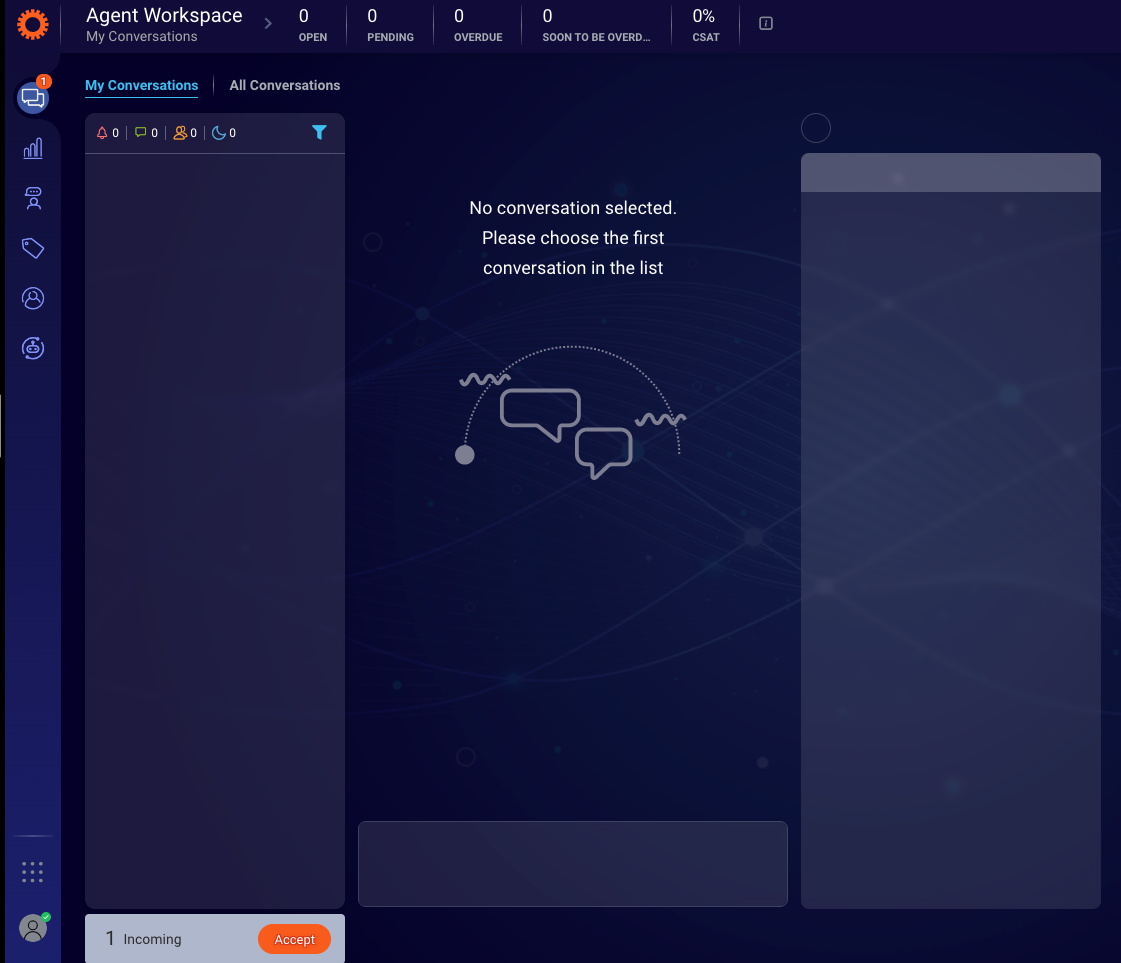 Agent Workspace
My Conversations
0
OPEN
0
PENDING
0
OVERDUE
0
SOON TO BE OVERD...
0%
CSAT
1
My Conversations
All Conversations
0 0 0 0
No conversation selected.
Please choose the first
conversation in the list
1 Incoming
Accept